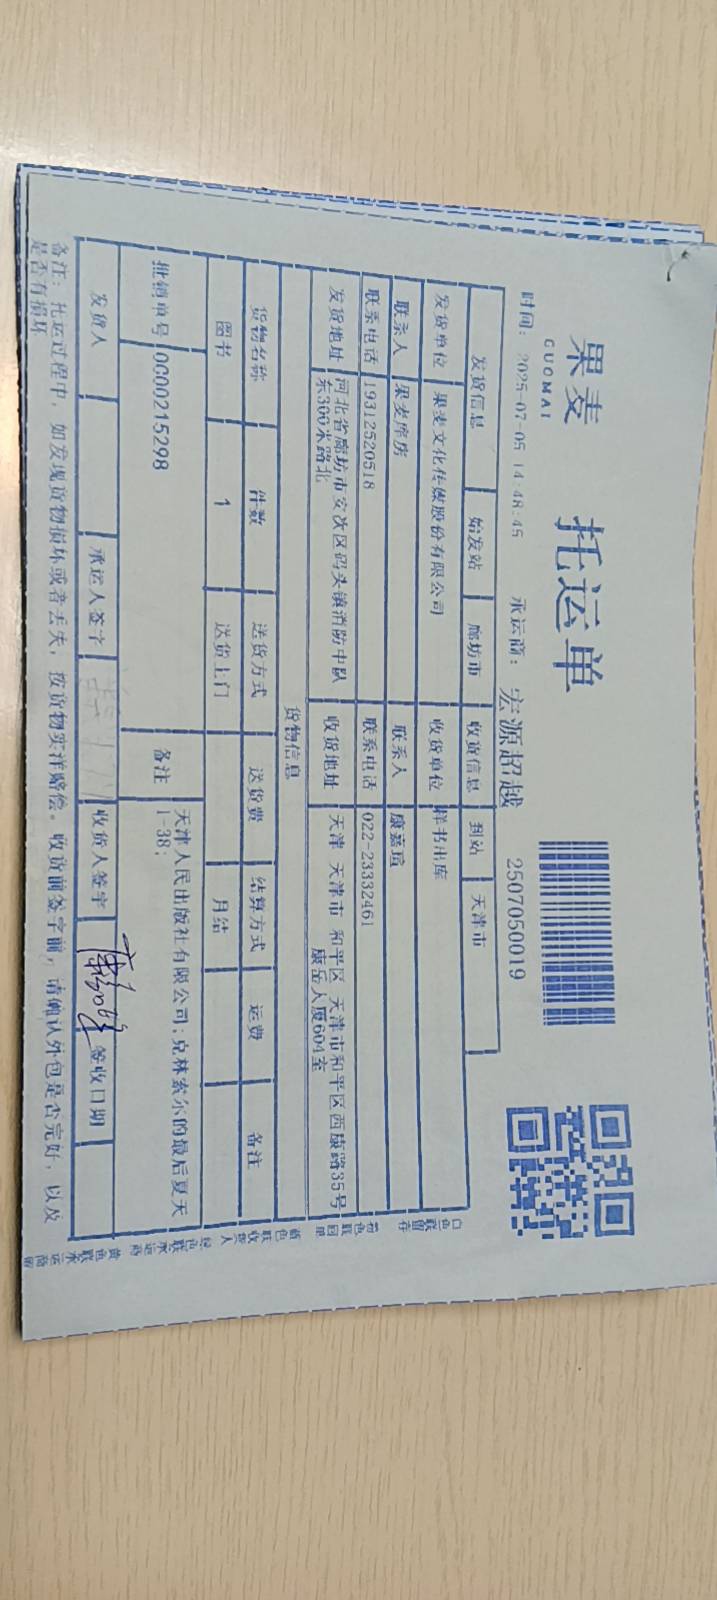 果麦
GUOMAI
托运单
时间: 2025-07-05 14:48:45 承运商: 宏源超越 2507050019
发货信息 始发站 廊坊市 收货信息 到站 天津市
发货单位 果麦文化传媒股份有限公司 收货单位 样书出库
联系人 果麦库房 联系人 康嘉瑄
联系电话 19312520518 联系电话 022-23332461
发货地址 河北省廊坊市安次区码头镇消防中队 收货地址 天津 天津市 和平区 天津市和平区西康路35号
东300米路北 康岳大厦604室
货物信息
货物名称 件数 送货方式 送货费 结算方式 运费 备注
图书 1 送货上门 月结
批销单号 0000215298 备注 天津人民出版社有限公司;克林索尔的最后夏天
1-38;
发货人 承运人签字 收货人签字 签收日期
备注: 托运过程中, 如发现货物损坏或者丢失, 按货物实洋赔偿。收货前签字前, 请确认外包是否完好, 以及
是否有损坏